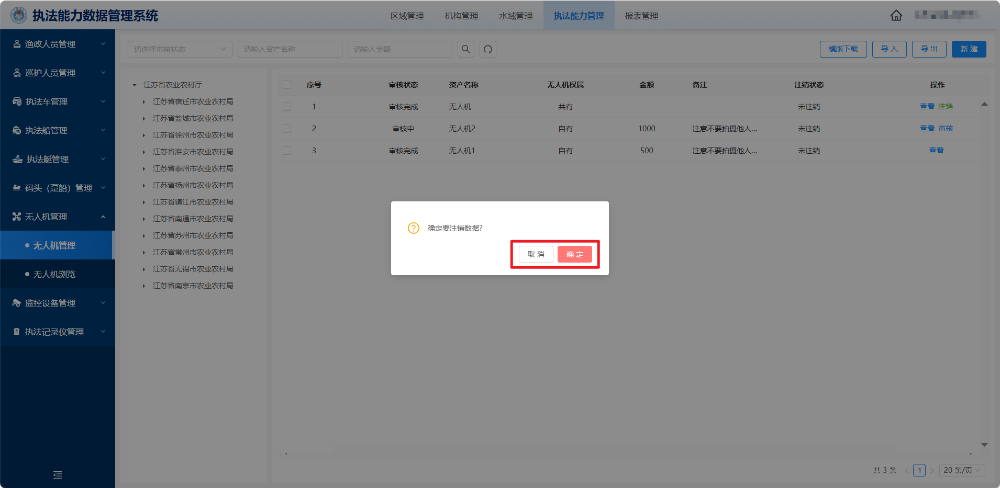 执法能力数据管理系统
区域管理 机构管理 水域管理 执法能力管理 报表管理
渔政人员管理
巡护人员管理
执法车管理
执法船管理
执法艇管理
码头（趸船）管理
无人机管理
无人机管理
无人机浏览
监控设备管理
执法记录仪管理
请选择审核状态 请输入资产名称 请输入金额 模版下载 导入 导出 新建
江苏省农业农村厅
江苏省宿迁市农业农村局
江苏省盐城市农业农村局
江苏省徐州市农业农村局
江苏省淮安市农业农村局
江苏省泰州市农业农村局
江苏省扬州市农业农村局
江苏省镇江市农业农村局
江苏省南通市农业农村局
江苏省苏州市农业农村局
江苏省常州市农业农村局
江苏省无锡市农业农村局
江苏省南京市农业农村局
序号 审核状态 资产名称 无人机权属 金额 备注 注销状态 操作
1 审核完成 无人机 共有 未注销 查看 注销
2 审核中 无人机2 自有 1000 注意不要拍摄他人... 未注销 查看 审核
3 审核完成 无人机1 自有 500 注意不要拍摄他人... 未注销 查看
确定要注销数据?
取消 确定
共 3 条 < 1 > 20 条/页